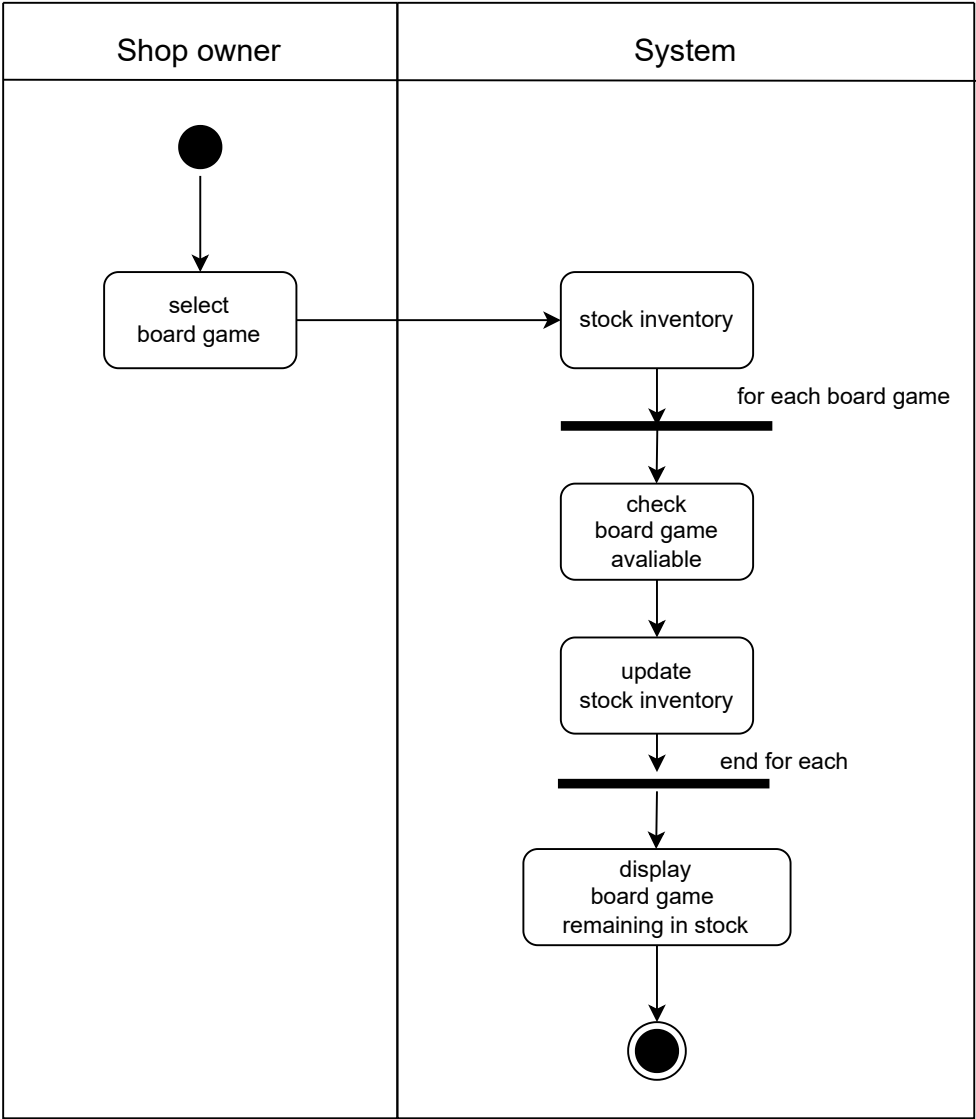 Shop owner
System
select
board game
stock inventory
for each board game
check
board game
avaliable
update
stock inventory
end for each
display
board game
remaining in stock